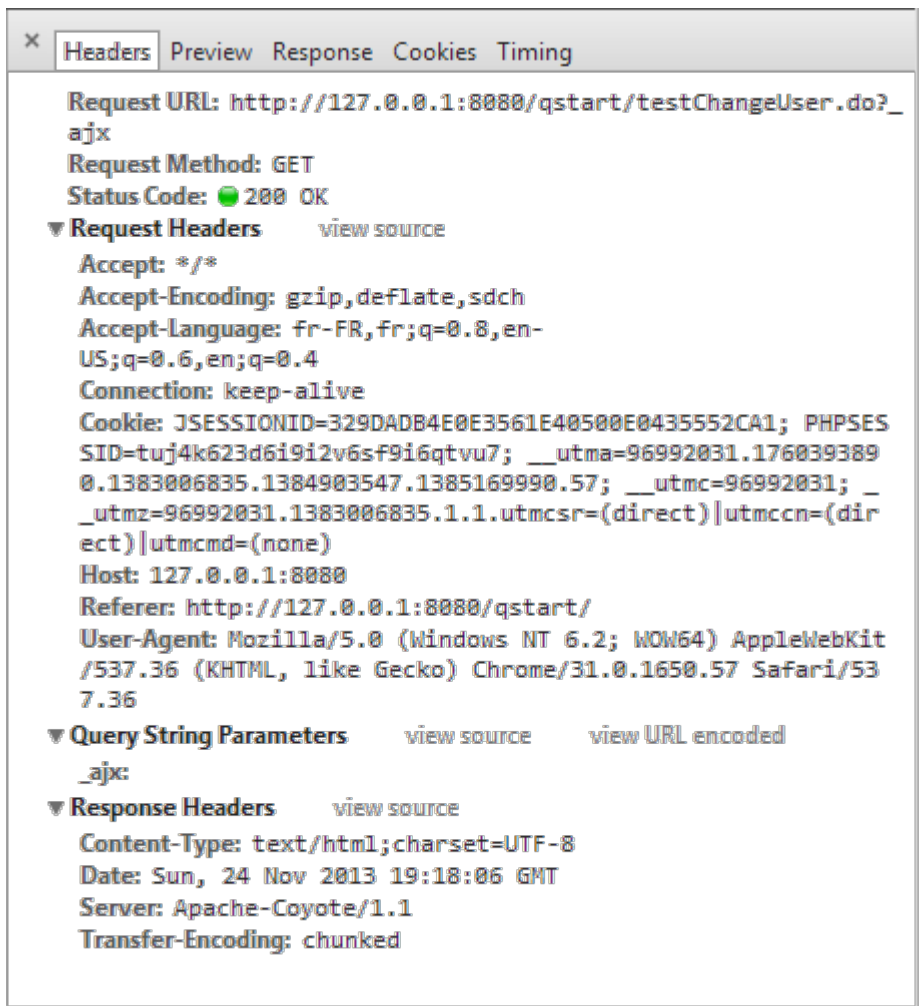 × Headers Preview Response Cookies Timing
Request URL: http://127.0.0.1:8080/qstart/testChangeUser.do?_
ajx
Request Method: GET
Status Code: 200 OK
▼ Request Headers view source
Accept: */*
Accept-Encoding: gzip,deflate,sdch
Accept-Language: fr-FR,fr;q=0.8,en-
US;q=0.6,en;q=0.4
Connection: keep-alive
Cookie: JSESSIONID=329DADB4E0E3561E40500E0435552CA1; PHPSES
SID=tuj4k623d6i9i2v6sf9i6qtvu7; __utma=96992031.176039389
0.1383006835.1384903547.1385169990.57; __utmc=96992031; _
_utmz=96992031.1383006835.1.1.utmcsr=(direct)|utmccn=(dir
ect)|utmcmd=(none)
Host: 127.0.0.1:8080
Referer: http://127.0.0.1:8080/qstart/
User-Agent: Mozilla/5.0 (Windows NT 6.2; WOW64) AppleWebKit
/537.36 (KHTML, like Gecko) Chrome/31.0.1650.57 Safari/53
7.36
▼ Query String Parameters view source view URL encoded
_ajx:
▼ Response Headers view source
Content-Type: text/html;charset=UTF-8
Date: Sun, 24 Nov 2013 19:18:06 GMT
Server: Apache-Coyote/1.1
Transfer-Encoding: chunked